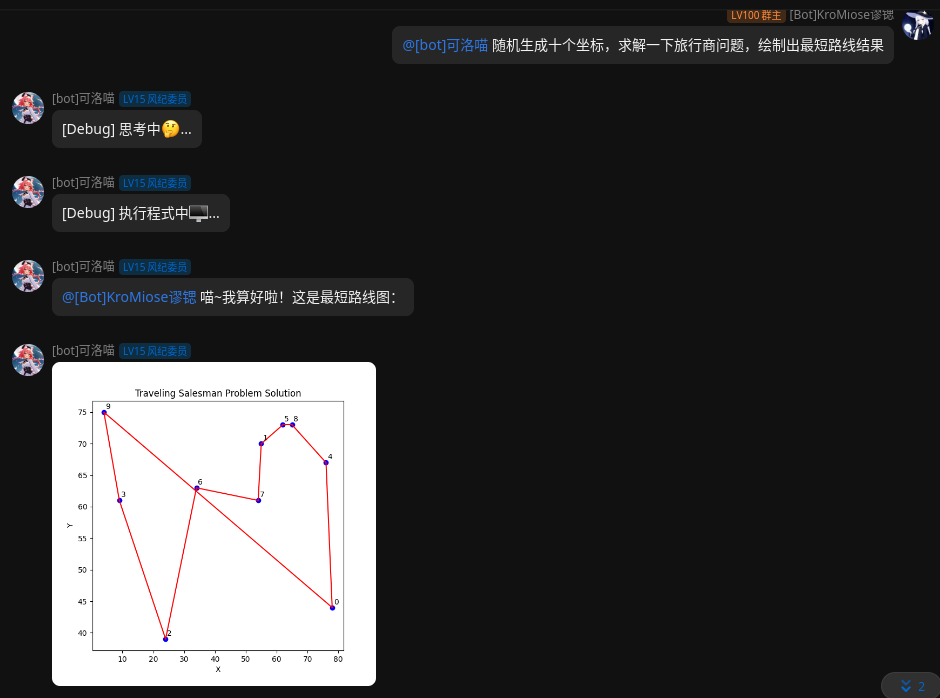 LV100 群主 [Bot]KroMiose谬锶
@[bot]可洛喵 随机生成十个坐标，求解一下旅行商问题，绘制出最短路线结果
[bot]可洛喵 LV15 风纪委员
[Debug] 思考中🤔...
[bot]可洛喵 LV15 风纪委员
[Debug] 执行程式中🖥️...
[bot]可洛喵 LV15 风纪委员
@[Bot]KroMiose谬锶 喵~我算好啦！这是最短路线图：
[bot]可洛喵 LV15 风纪委员
Traveling Salesman Problem Solution
9
5 8
75
1
70
4
65
6
3
7
60
Y
55
50
0
45
2
40
10 20 30 40 50 60 70 80
X
2